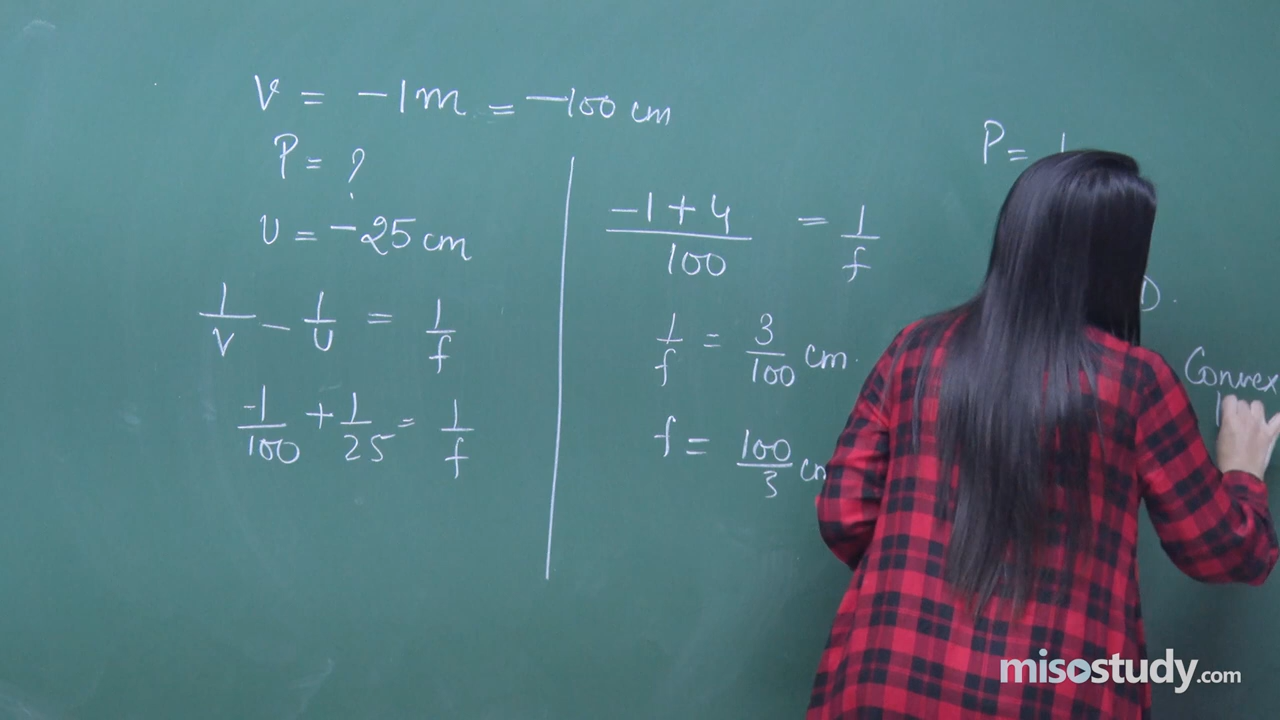 V = -1m = -100 cm
P = ?
U = -25 cm
1/V - 1/U = 1/f
-1/100 + 1/25 = 1/f
(-1+4)/100 = 1/f
1/f = 3/100 cm.
f = 100/3 cm
P = 1
D.
Convex
misostudy.com